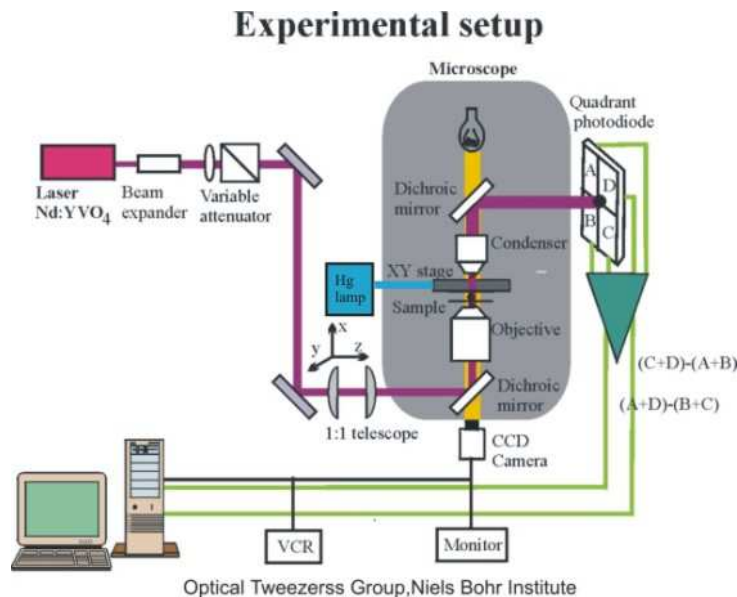 Experimental setup
Microscope
Quadrant
photodiode
A
D
B
C
Laser
Nd:YVO4
Beam
expander
Variable
attenuator
Dichroic
mirror
Condenser
Hg
lamp
XY stage
Sample
Objective
x
y
z
(C+D)-(A+B)
(A+D)-(B+C)
1:1 telescope
Dichroic
mirror
CCD
Camera
VCR
Monitor
Optical Tweezerss Group,Niels Bohr Institute